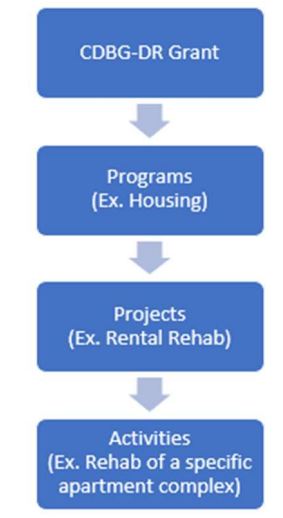 CDBG-DR Grant
Programs
(Ex. Housing)
Projects
(Ex. Rental Rehab)
Activities
(Ex. Rehab of a specific
apartment complex)